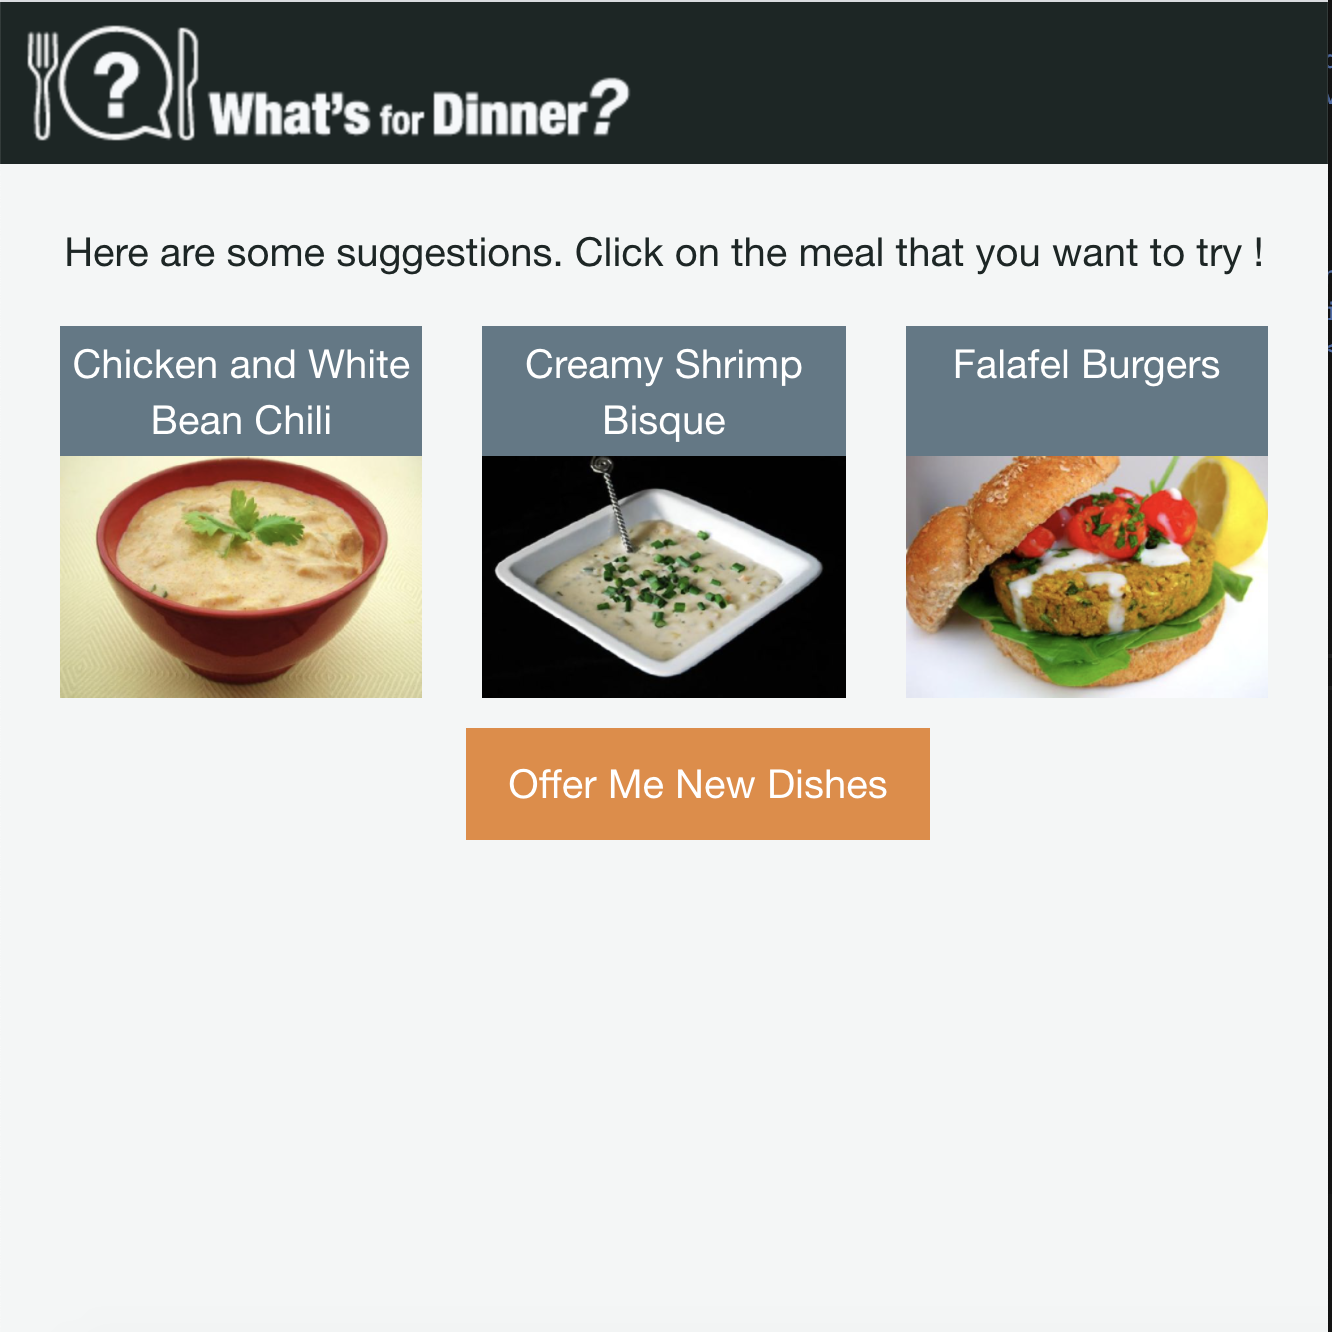 ?
What's for Dinner?
Here are some suggestions. Click on the meal that you want to try !
Chicken and White
Bean Chili
Creamy Shrimp
Bisque
Falafel Burgers
Offer Me New Dishes